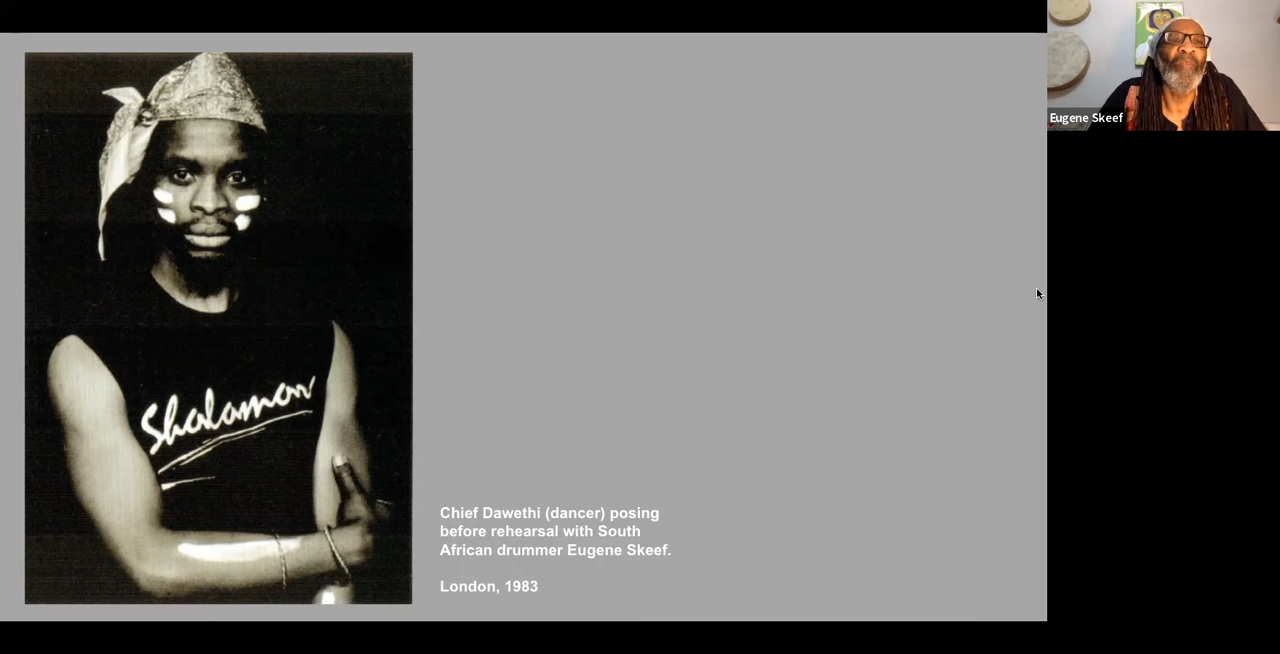 Shalamon
Chief Dawethi (dancer) posing
before rehearsal with South
African drummer Eugene Skeef.
London, 1983
Eugene Skeef